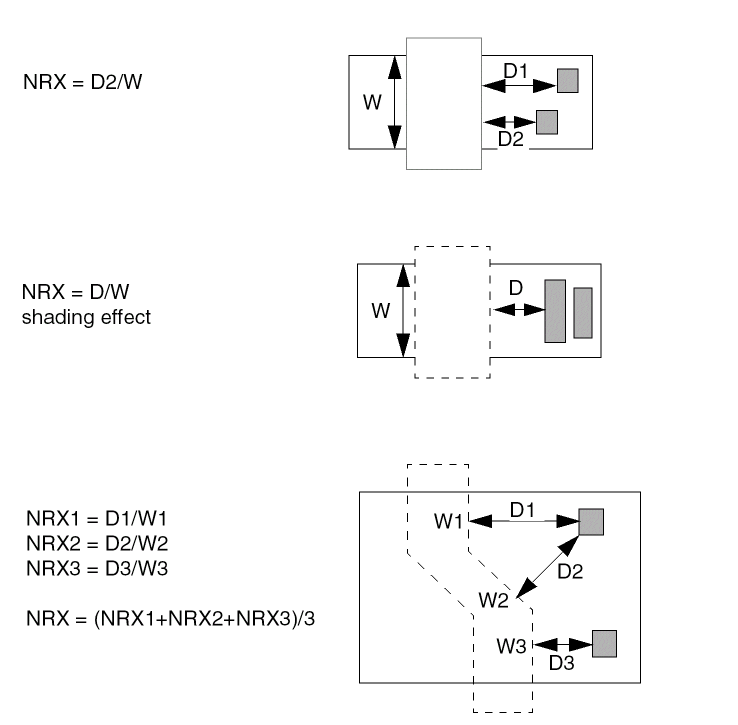 NRX = D2/W
W
D1
D2
NRX = D/W
shading effect
W
D
NRX1 = D1/W1
NRX2 = D2/W2
NRX3 = D3/W3
NRX = (NRX1+NRX2+NRX3)/3
W1
D1
D2
W2
W3
D3